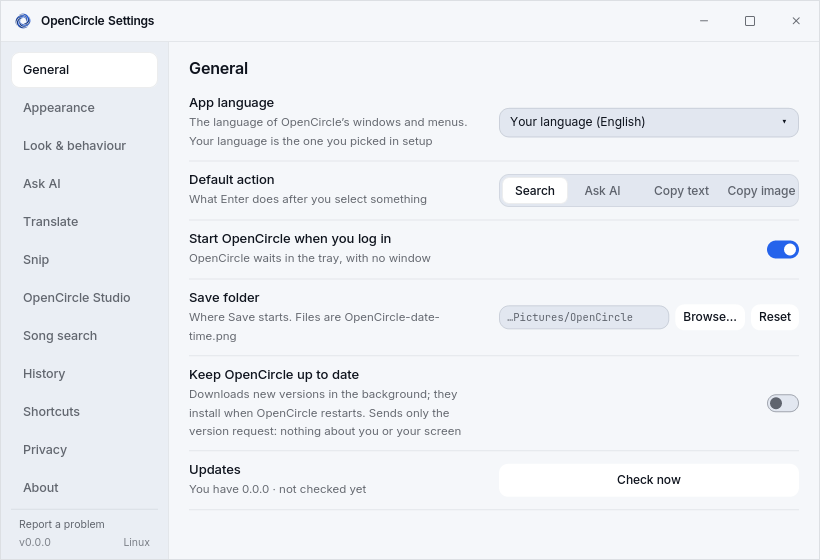 OpenCircle Settings
General
Appearance
Look & behaviour
Ask AI
Translate
Snip
OpenCircle Studio
Song search
History
Shortcuts
Privacy
About
Report a problem
v0.0.0 Linux
General
App language
The language of OpenCircle's windows and menus.
Your language is the one you picked in setup
Your language (English)
Default action
What Enter does after you select something
Search Ask AI Copy text Copy image
Start OpenCircle when you log in
OpenCircle waits in the tray, with no window
Save folder
Where Save starts. Files are OpenCircle-date-
time.png
…Pictures/OpenCircle Browse... Reset
Keep OpenCircle up to date
Downloads new versions in the background; they
install when OpenCircle restarts. Sends only the
version request: nothing about you or your screen
Updates
You have 0.0.0 · not checked yet
Check now